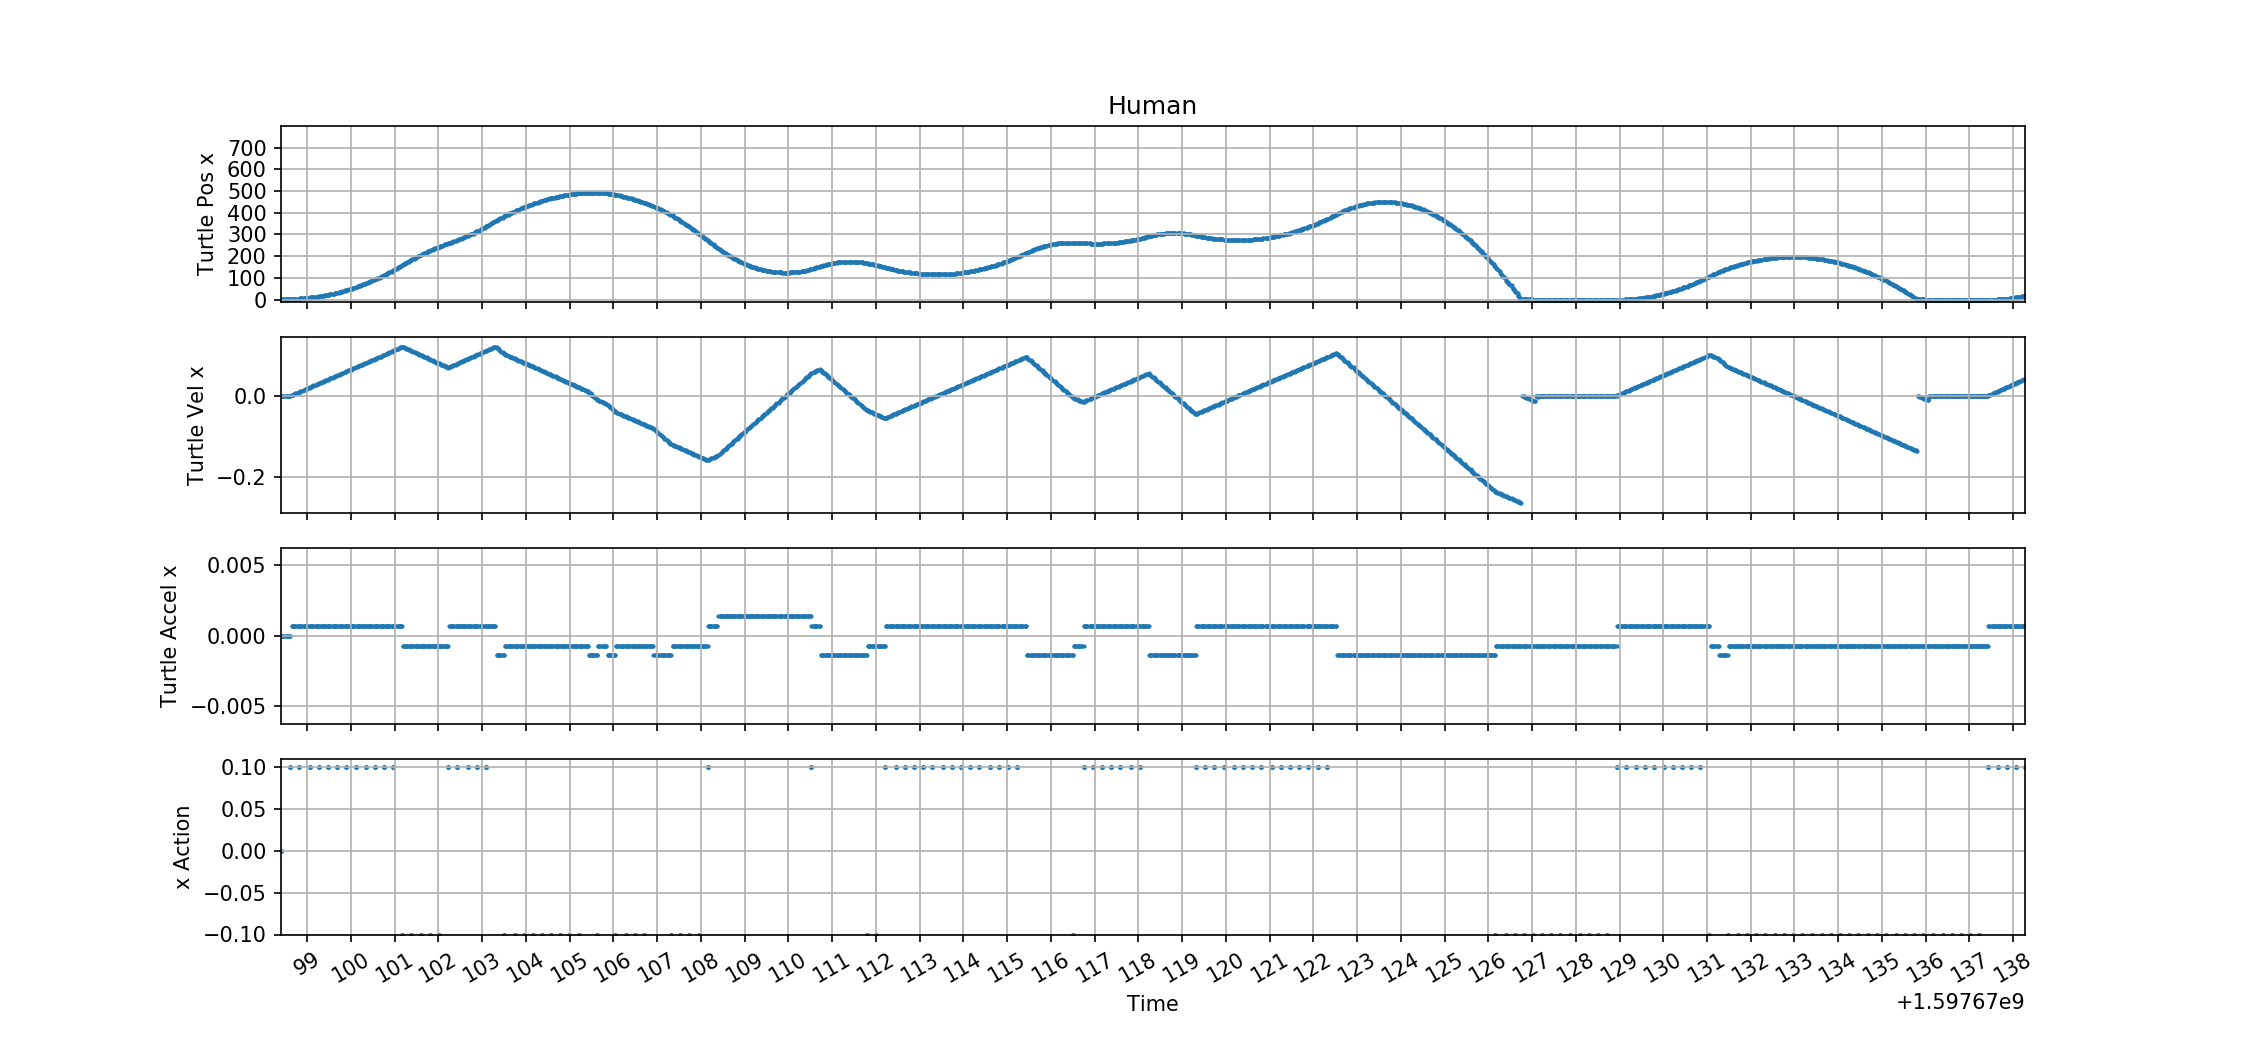 Human
Turtle Pos x
700
600
500
400
300
200
100
0
Turtle Vel x
0.0
−0.2
Turtle Accel x
0.005
0.000
−0.005
x Action
0.10
0.05
0.00
−0.05
−0.10
99 100 101 102 103 104 105 106 107 108 109 110 111 112 113 114 115 116 117 118 119 120 121 122 123 124 125 126 127 128 129 130 131 132 133 134 135 136 137 138
Time
+1.59767e9